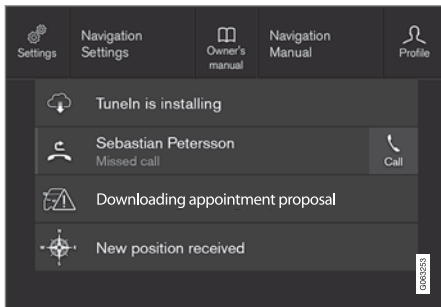 Settings
Navigation
Settings
Owner's
manual
Navigation
Manual
Profile
TuneIn is installing
Sebastian Petersson
Missed call
Call
Downloading appointment proposal
New position received
G063253